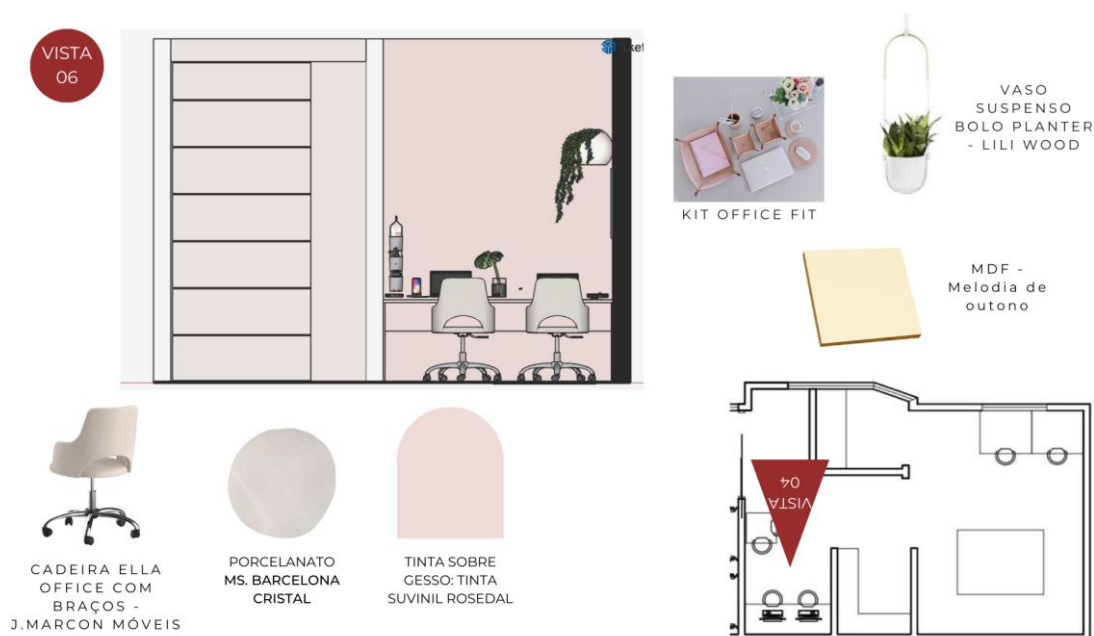 VISTA
06
Sket
VASO
SUSPENSO
BOLO PLANTER
- LILI WOOD
KIT OFFICE FIT
MDF -
Melodia de
outono
VISTA
04
CADEIRA ELLA
OFFICE COM
BRAÇOS -
J.MARCON MÓVEIS
PORCELANATO
MS. BARCELONA
CRISTAL
TINTA SOBRE
GESSO: TINTA
SUVINIL ROSEDAL